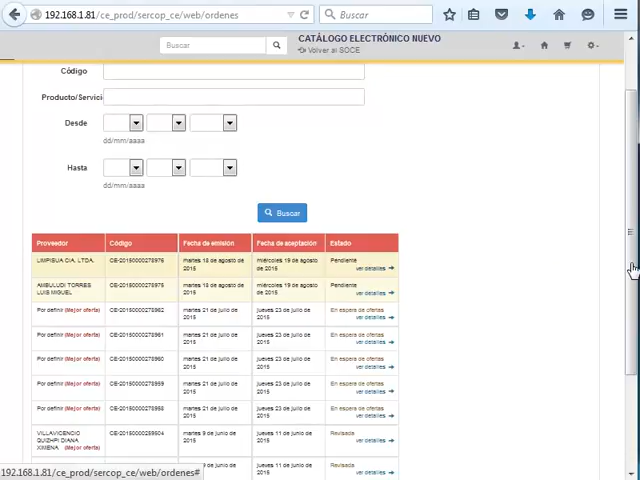 192.168.1.81/ce_prod/sercop_ce/web/ordenes
Buscar
Buscar
CATÁLOGO ELECTRÓNICO NUEVO
Volver al SOCE
Código
Producto/Servici
Desde
dd/mm/aaaa
Hasta
dd/mm/aaaa
Buscar
Proveedor Código Fecha de emisión Fecha de aceptación Estado
LIMPISUA CIA. LTDA. CE-20150000278976 martes 18 de agosto de 2015 miércoles 19 de agosto de 2015 Pendiente
ver detalles
AMBULUDI TORRES LUIS MIGUEL CE-20150000278975 martes 18 de agosto de 2015 miércoles 19 de agosto de 2015 Pendiente
ver detalles
Por definir (Mejor oferta) CE-20150000278962 martes 21 de julio de 2015 jueves 23 de julio de 2015 En espera de ofertas
ver detalles
Por definir (Mejor oferta) CE-20150000278961 martes 21 de julio de 2015 jueves 23 de julio de 2015 En espera de ofertas
ver detalles
Por definir (Mejor oferta) CE-20150000278960 martes 21 de julio de 2015 jueves 23 de julio de 2015 En espera de ofertas
ver detalles
Por definir (Mejor oferta) CE-20150000278959 martes 21 de julio de 2015 jueves 23 de julio de 2015 En espera de ofertas
ver detalles
Por definir (Mejor oferta) CE-20150000278958 martes 21 de julio de 2015 jueves 23 de julio de 2015 En espera de ofertas
ver detalles
VILLAVICENCIO QUIZHPI DIANA XIMENA (Mejor oferta) CE-20150000259604 martes 9 de junio de 2015 jueves 11 de junio de 2015 Revisada
ver detalles
jueves 11 de junio de Revisada
192.168.1.81/ce_prod/sercop_ce/web/ordenes#